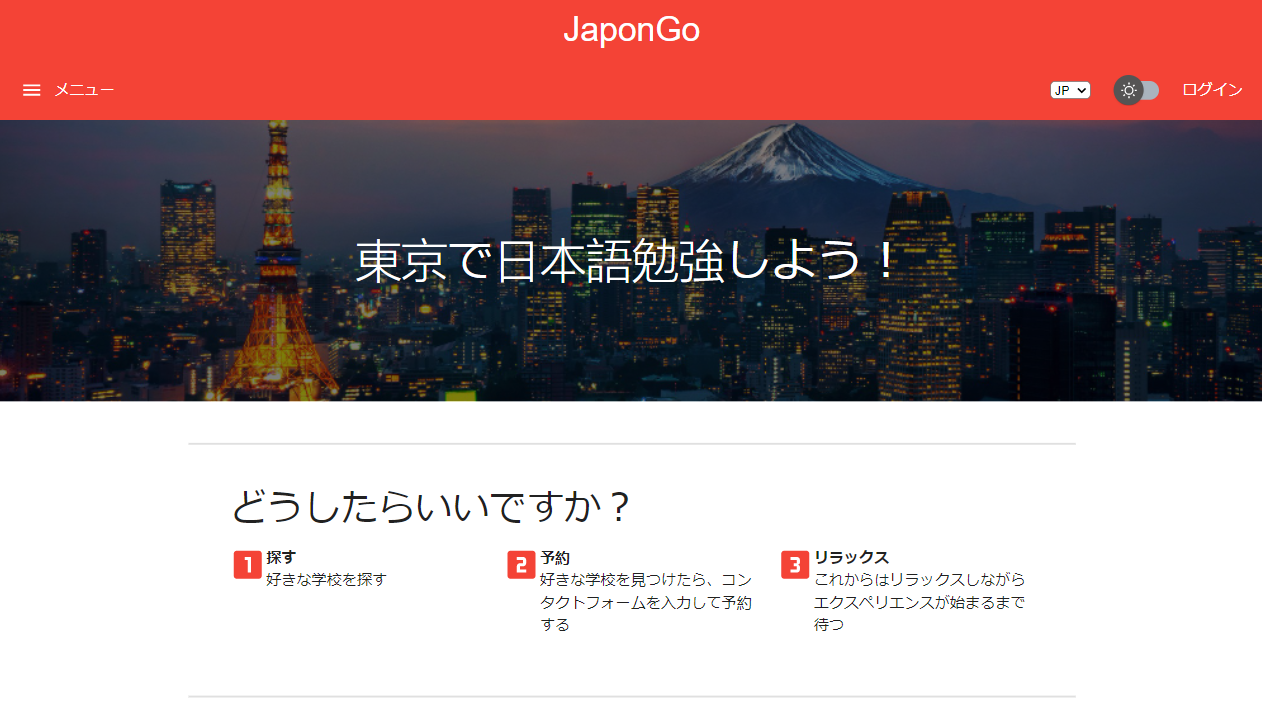 JaponGo
メニュー
JP
ログイン
東京で日本語勉強しよう！
どうしたらいいですか？
1 探す
好きな学校を探す
2 予約
好きな学校を見つけたら、コン
タクトフォームを入力して予約
する
3 リラックス
これからはリラックスしながら
エクスペリエンスが始まるまで
待つ